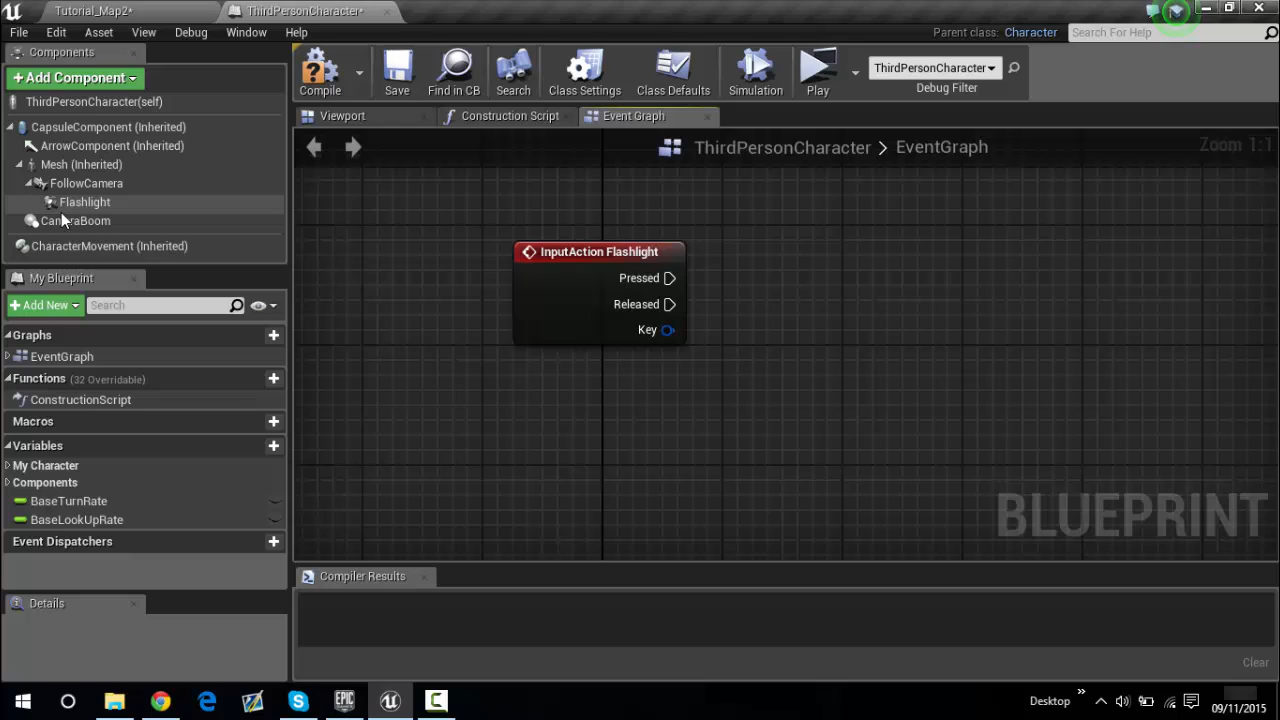 Tutorial_Map2*
ThirdPersonCharacter*
File Edit Asset View Debug Window Help
Parent class: Character
Search For Help
Components
+Add Component
ThirdPersonCharacter(self)
CapsuleComponent (Inherited)
ArrowComponent (Inherited)
Mesh (Inherited)
FollowCamera
Flashlight
CameraBoom
CharacterMovement (Inherited)
My Blueprint
+Add New
Search
Graphs
EventGraph
Functions (32 Overridable)
ConstructionScript
Macros
Variables
My Character
Components
BaseTurnRate
BaseLookUpRate
Event Dispatchers
Details
Compile
Save
Find in CB
Search
Class Settings
Class Defaults
Simulation
Play
ThirdPersonCharacter
Debug Filter
Viewport
Construction Script
Event Graph
ThirdPersonCharacter > EventGraph
Zoom 1:1
InputAction Flashlight
Pressed
Released
Key
BLUEPRINT
Compiler Results
Clear
EPIC
GAMES
Desktop
09/11/2015